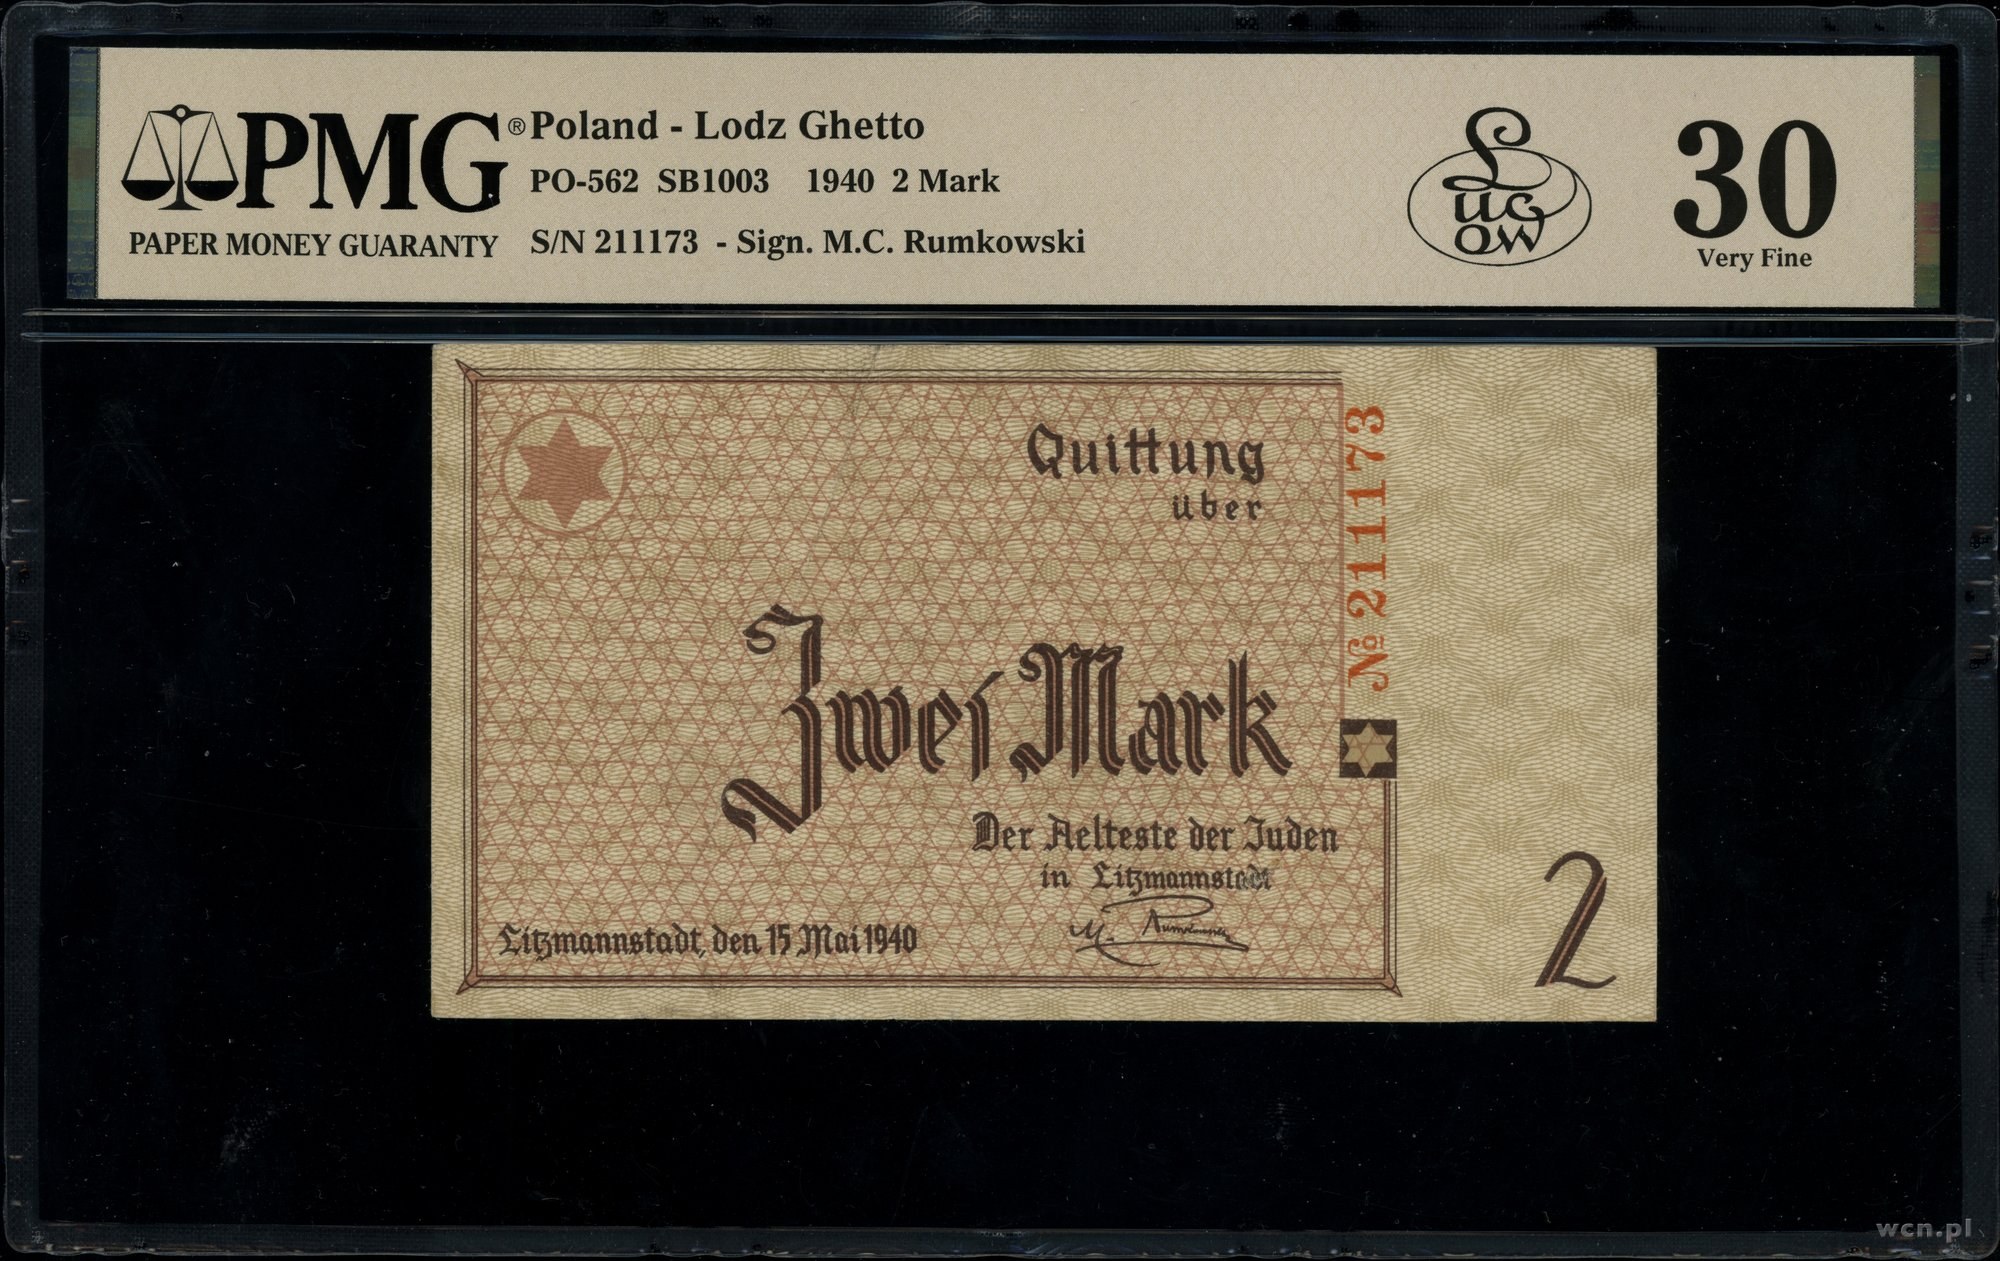 PMG®
PAPER MONEY GUARANTY
Poland - Lodz Ghetto
PO-562 SB1003 1940 2 Mark
S/N 211173 - Sign. M.C. Rumkowski
Lucow
30
Very Fine
Quittung
über
№ 211173
Zwei Mark
Der Aelteste der Juden
in Litzmannstadt
M. Rumkowski
Litzmannstadt, den 15 Mai 1940
2
wcn.pl